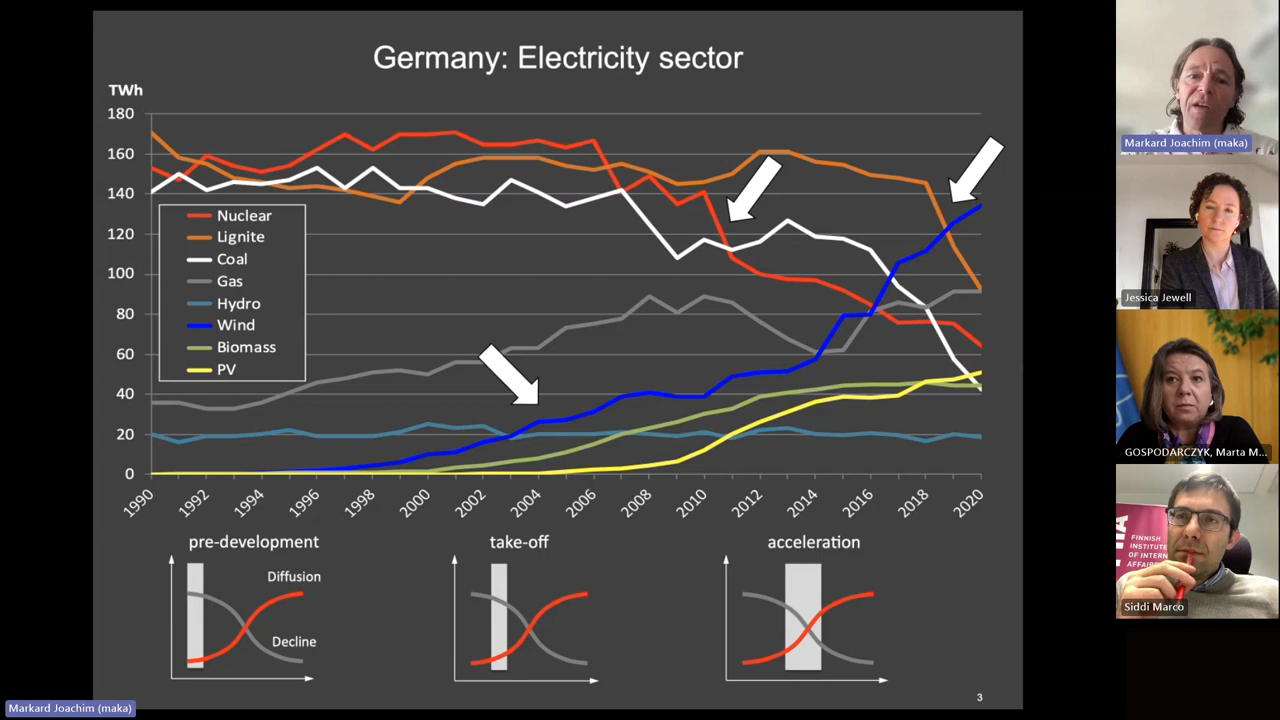 Germany: Electricity sector
TWh
180
160
140
120
100
80
60
40
20
0
Nuclear
Lignite
Coal
Gas
Hydro
Wind
Biomass
PV
1990
1992
1994
1996
1998
2000
2002
2004
2006
2008
2010
2012
2014
2016
2018
2020
pre-development
Diffusion
Decline
take-off
acceleration
3
Markard Joachim (maka)
Jessica Jewell
GOSPODARCZYK, Marta M...
FINNISH
INSTITUTE
OF INTERN
AFFAIRS
Siddi Marco
Markard Joachim (maka)